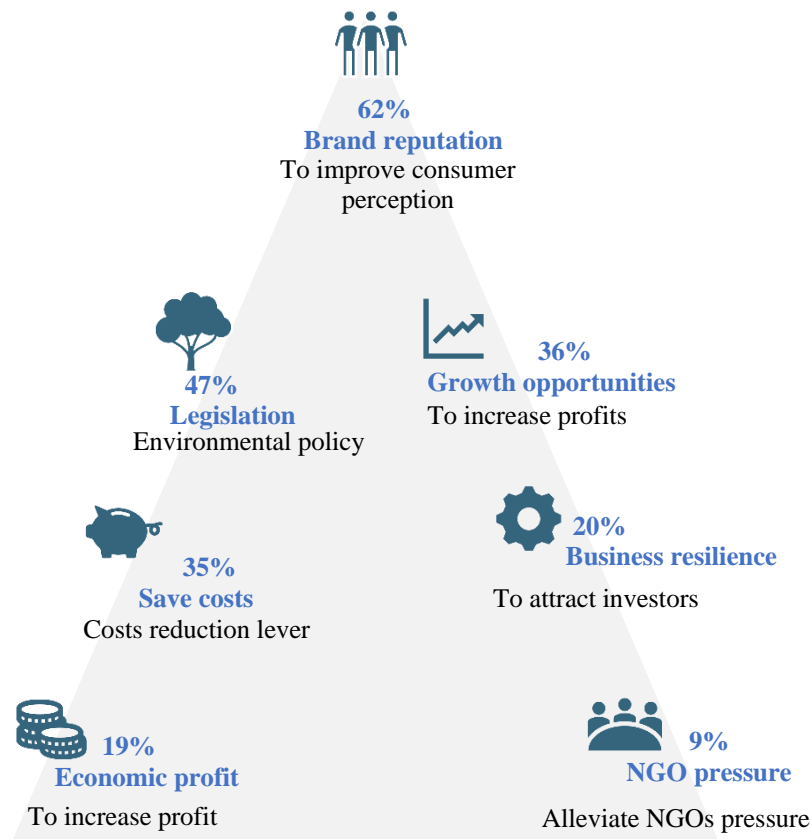 62%
Brand reputation
To improve consumer
perception
47%
Legislation
Environmental policy
36%
Growth opportunities
To increase profits
35%
Save costs
Costs reduction lever
20%
Business resilience
To attract investors
19%
Economic profit
To increase profit
9%
NGO pressure
Alleviate NGOs pressure